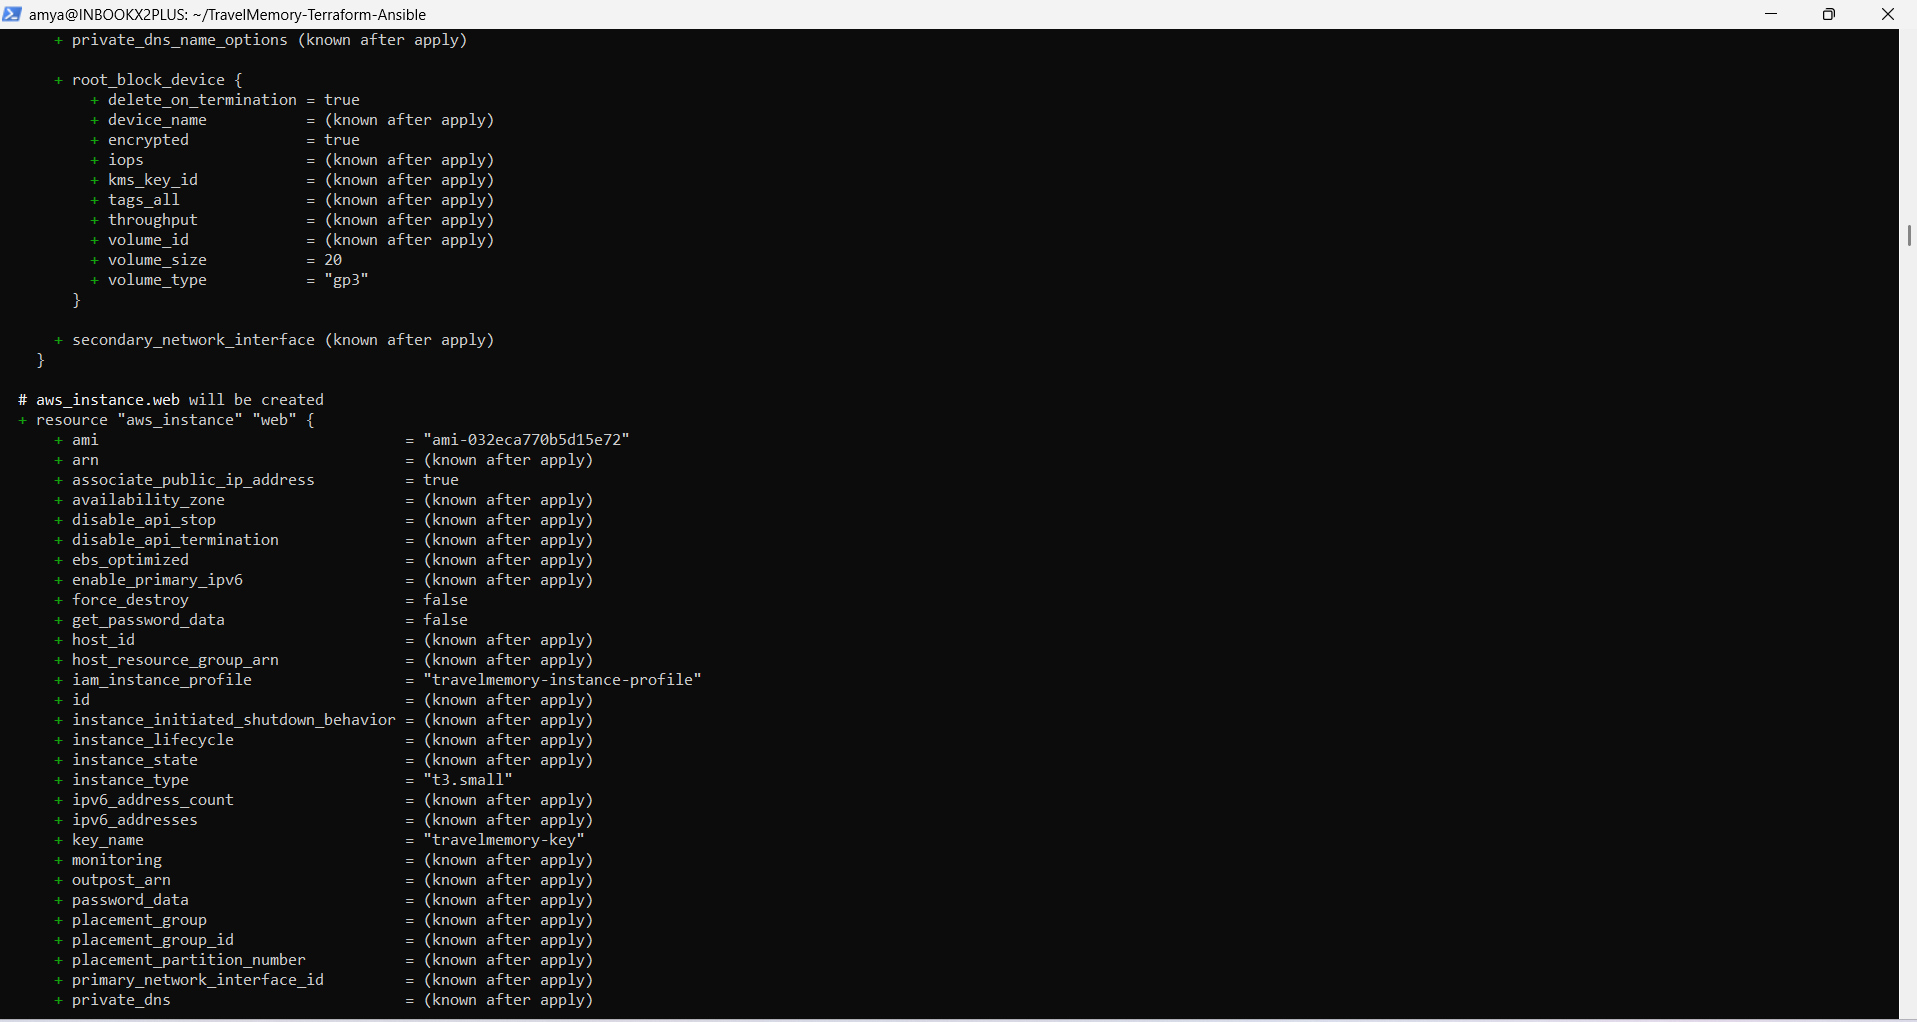 amya@INBOOKX2PLUS: ~/TravelMemory-Terraform-Ansible
+ private_dns_name_options (known after apply)
+ root_block_device {
+ delete_on_termination = true
+ device_name = (known after apply)
+ encrypted = true
+ iops = (known after apply)
+ kms_key_id = (known after apply)
+ tags_all = (known after apply)
+ throughput = (known after apply)
+ volume_id = (known after apply)
+ volume_size = 20
+ volume_type = "gp3"
}
+ secondary_network_interface (known after apply)
}
# aws_instance.web will be created
+ resource "aws_instance" "web" {
+ ami = "ami-032eca770b5d15e72"
+ arn = (known after apply)
+ associate_public_ip_address = true
+ availability_zone = (known after apply)
+ disable_api_stop = (known after apply)
+ disable_api_termination = (known after apply)
+ ebs_optimized = (known after apply)
+ enable_primary_ipv6 = (known after apply)
+ force_destroy = false
+ get_password_data = false
+ host_id = (known after apply)
+ host_resource_group_arn = (known after apply)
+ iam_instance_profile = "travelmemory-instance-profile"
+ id = (known after apply)
+ instance_initiated_shutdown_behavior = (known after apply)
+ instance_lifecycle = (known after apply)
+ instance_state = (known after apply)
+ instance_type = "t3.small"
+ ipv6_address_count = (known after apply)
+ ipv6_addresses = (known after apply)
+ key_name = "travelmemory-key"
+ monitoring = (known after apply)
+ outpost_arn = (known after apply)
+ password_data = (known after apply)
+ placement_group = (known after apply)
+ placement_group_id = (known after apply)
+ placement_partition_number = (known after apply)
+ primary_network_interface_id = (known after apply)
+ private_dns = (known after apply)